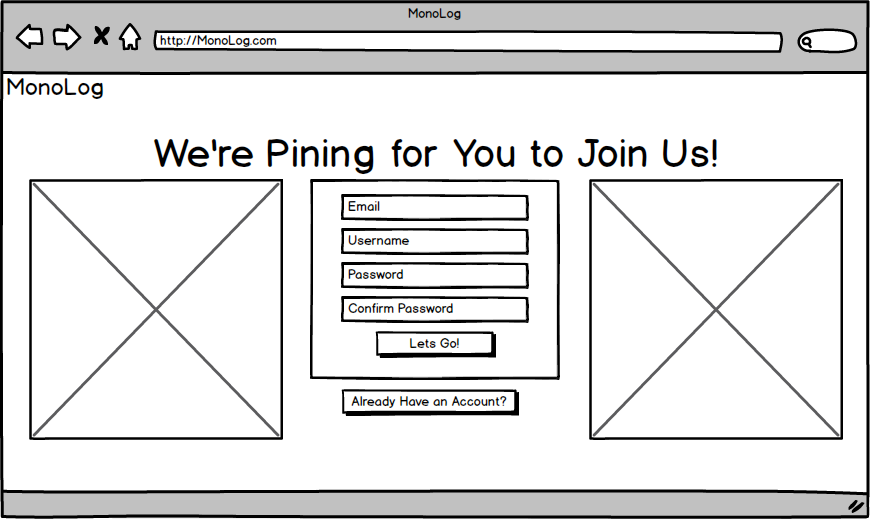 MonoLog
http://MonoLog.com
MonoLog
We're Pining for You to Join Us!
Email
Username
Password
Confirm Password
Lets Go!
Already Have an Account?